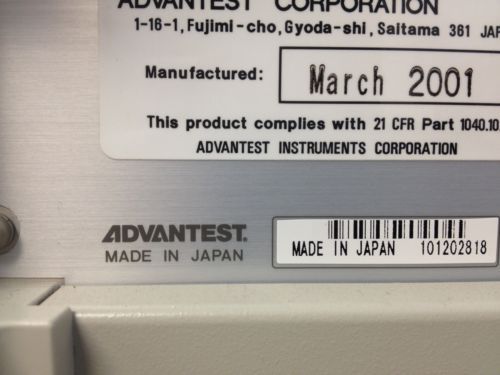 ADVANTEST CORPORATION
1-16-1, Fujimi-cho, Gyoda-shi, Saitama 361
Manufactured: March 2001
This product complies with 21 CFR Part 1040.10
ADVANTEST INSTRUMENTS CORPORATION
ADVANTEST.
MADE IN JAPAN
MADE IN JAPAN 101202818